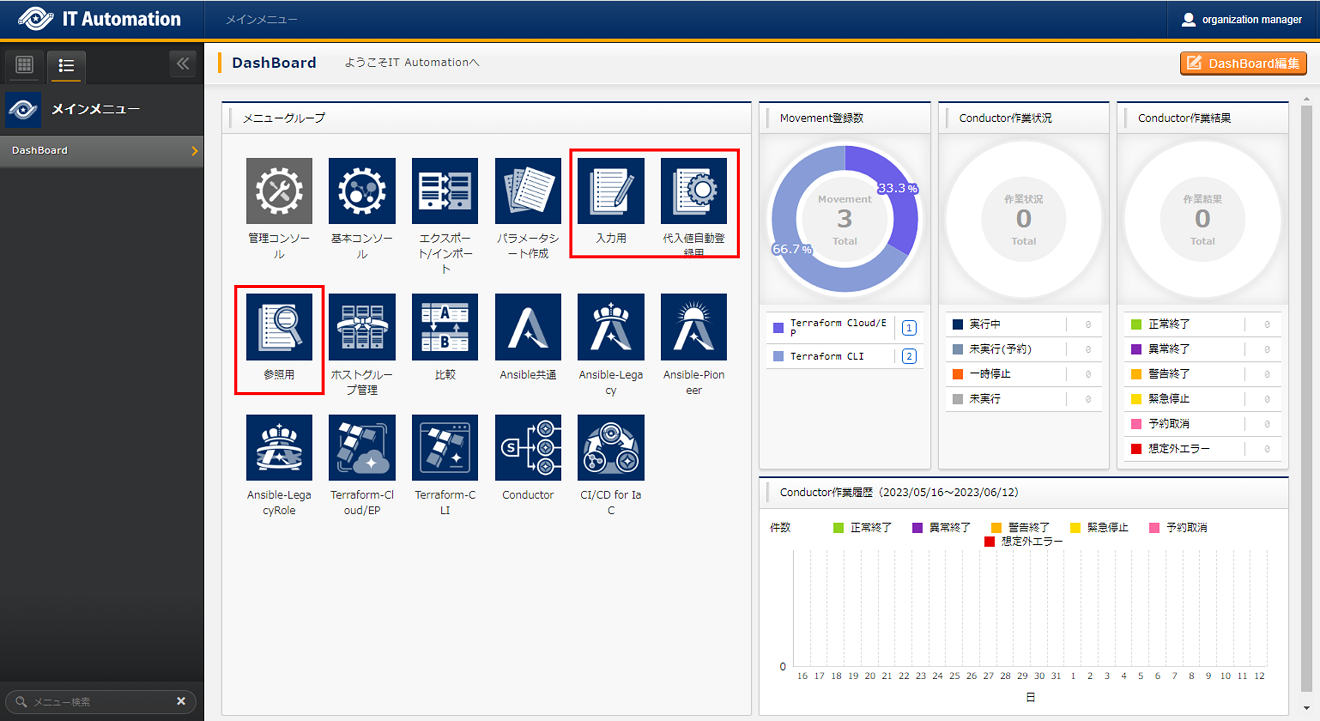 IT Automation
メインメニュー
organization manager
メインメニュー
DashBoard
メニュー検索
DashBoard
ようこそIT Automationへ
DashBoard編集
メニューグループ
管理コンソー
ル
基本コンソー
ル
エクスポー
ト/インポー
ト
パラメータシ
ート作成
入力用
代入値自動登
録用
参照用
ホストグルー
プ管理
A
B
比較
Ansible共通
Ansible-Lega
cy
Ansible-Pion
eer
Ansible-Lega
cyRole
Terraform-Cl
oud/EP
Terraform-C
LI
S
Conductor
CI/CD for Ia
C
Movement登録数
33.3 %
Movement
3
Total
66.7 %
Terraform Cloud/E
P
1
Terraform CLI
2
Conductor作業状況
作業状況
0
Total
実行中 0
未実行(予約) 0
一時停止 0
未実行 0
Conductor作業結果
作業結果
0
Total
正常終了 0
異常終了 0
警告終了 0
緊急停止 0
予約取消 0
想定外エラー 0
Conductor作業履歴（2023/05/16～2023/06/12）
件数
正常終了 異常終了 警告終了 緊急停止 予約取消
想定外エラー
0
16 17 18 19 20 21 22 23 24 25 26 27 28 29 30 31 1 2 3 4 5 6 7 8 9 10 11 12
日